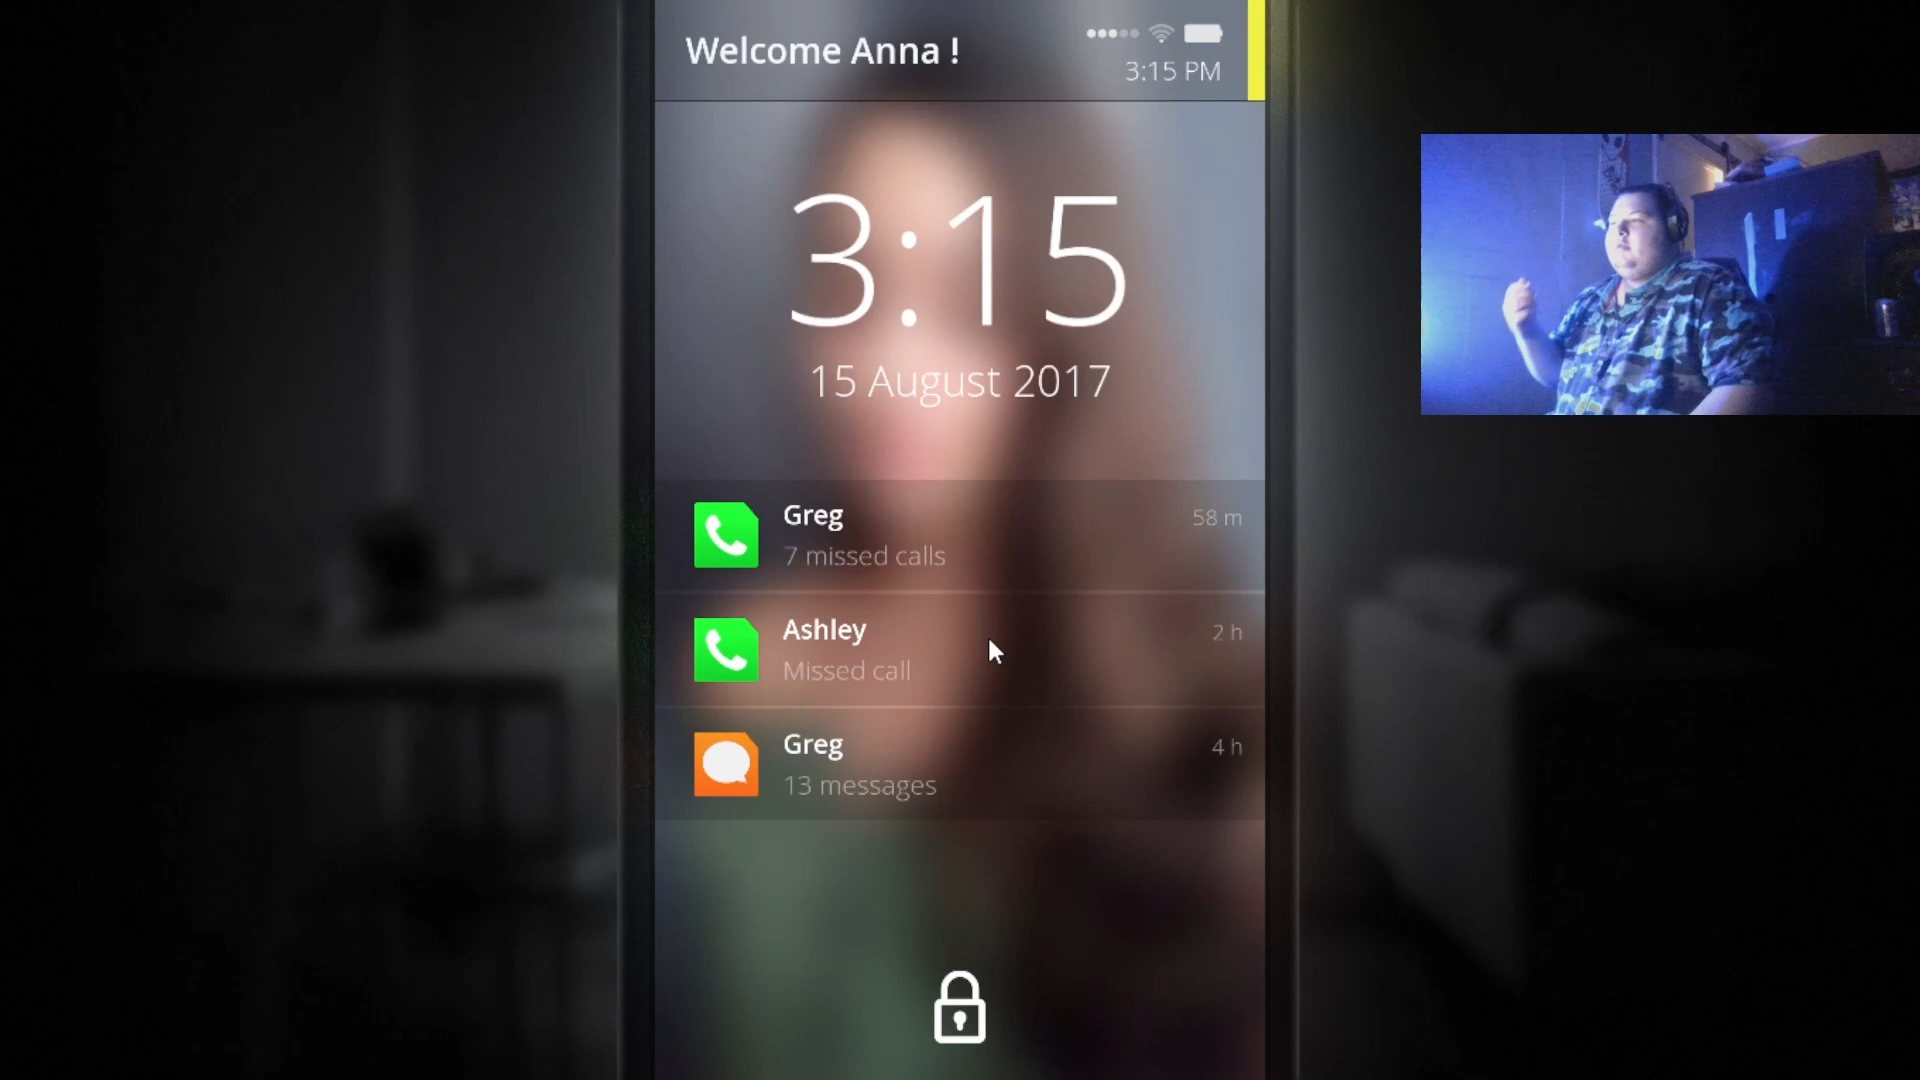 Welcome Anna !
3:15 PM
3:15
15 August 2017
Greg
58 m
7 missed calls
Ashley
2 h
Missed call
Greg
4 h
13 messages